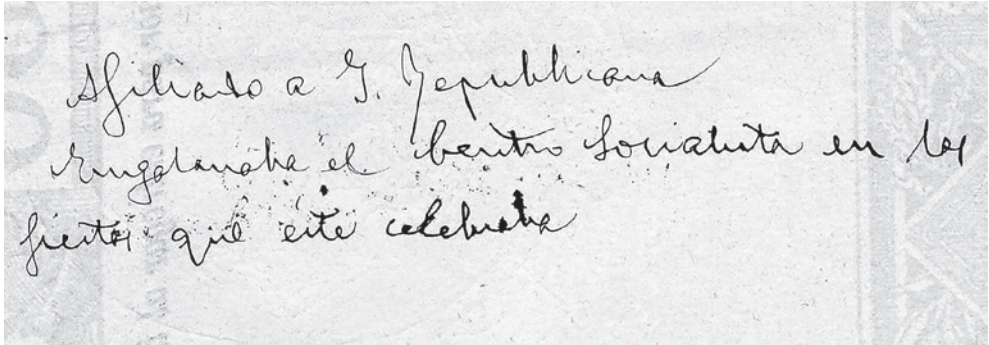 Afiliado a I. Republicana
Engalanaba el Centro Socialista en las
fiestas que este celebraba